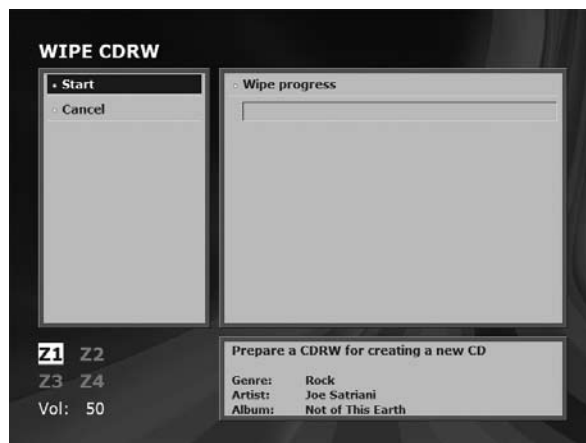 WIPE CDRW
Start
Cancel
Wipe progress
Z1 Z2
Z3 Z4
Vol: 50
Prepare a CDRW for creating a new CD
Genre: Rock
Artist: Joe Satriani
Album: Not of This Earth